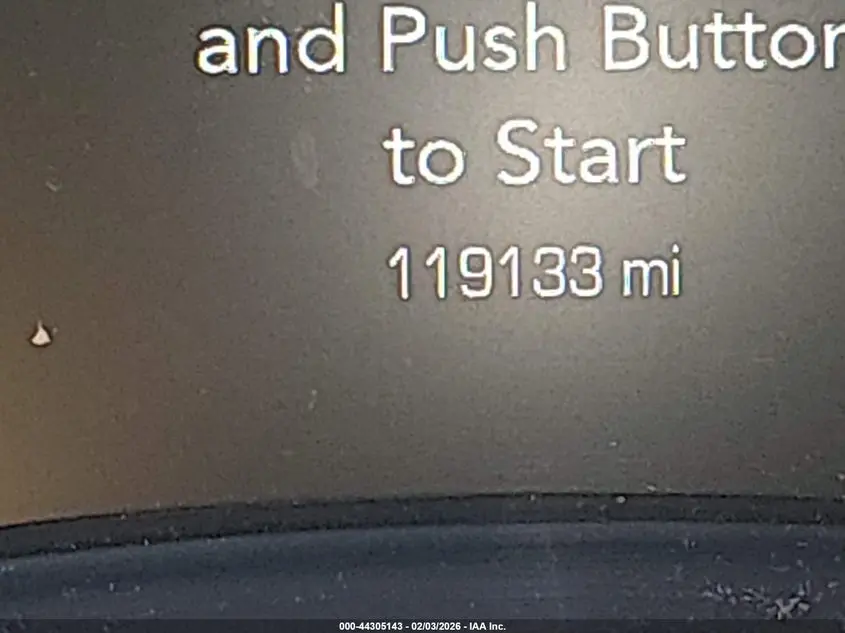 and Push Button
to Start
119133 mi
000-44305143 - 02/03/2026 - IAA Inc.